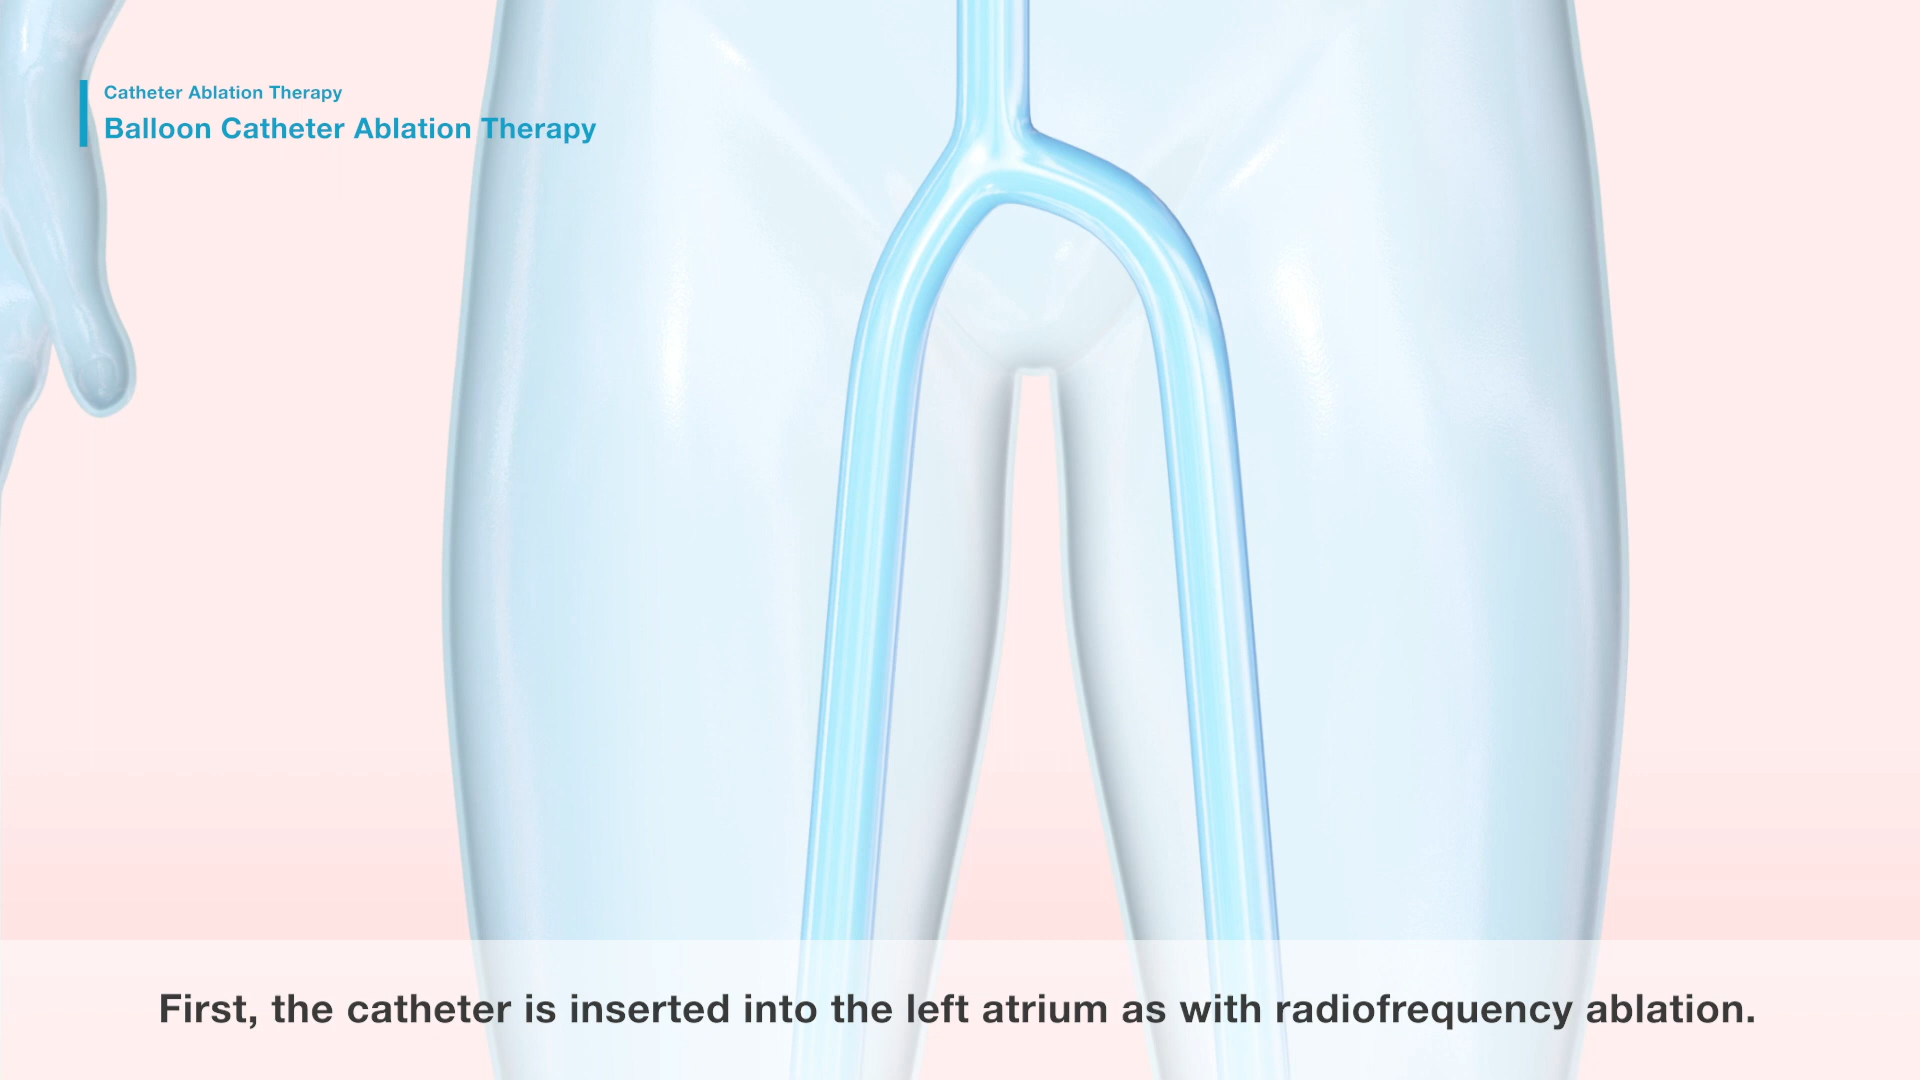 Catheter Ablation Therapy
Balloon Catheter Ablation Therapy
First, the catheter is inserted into the left atrium as with radiofrequency ablation.